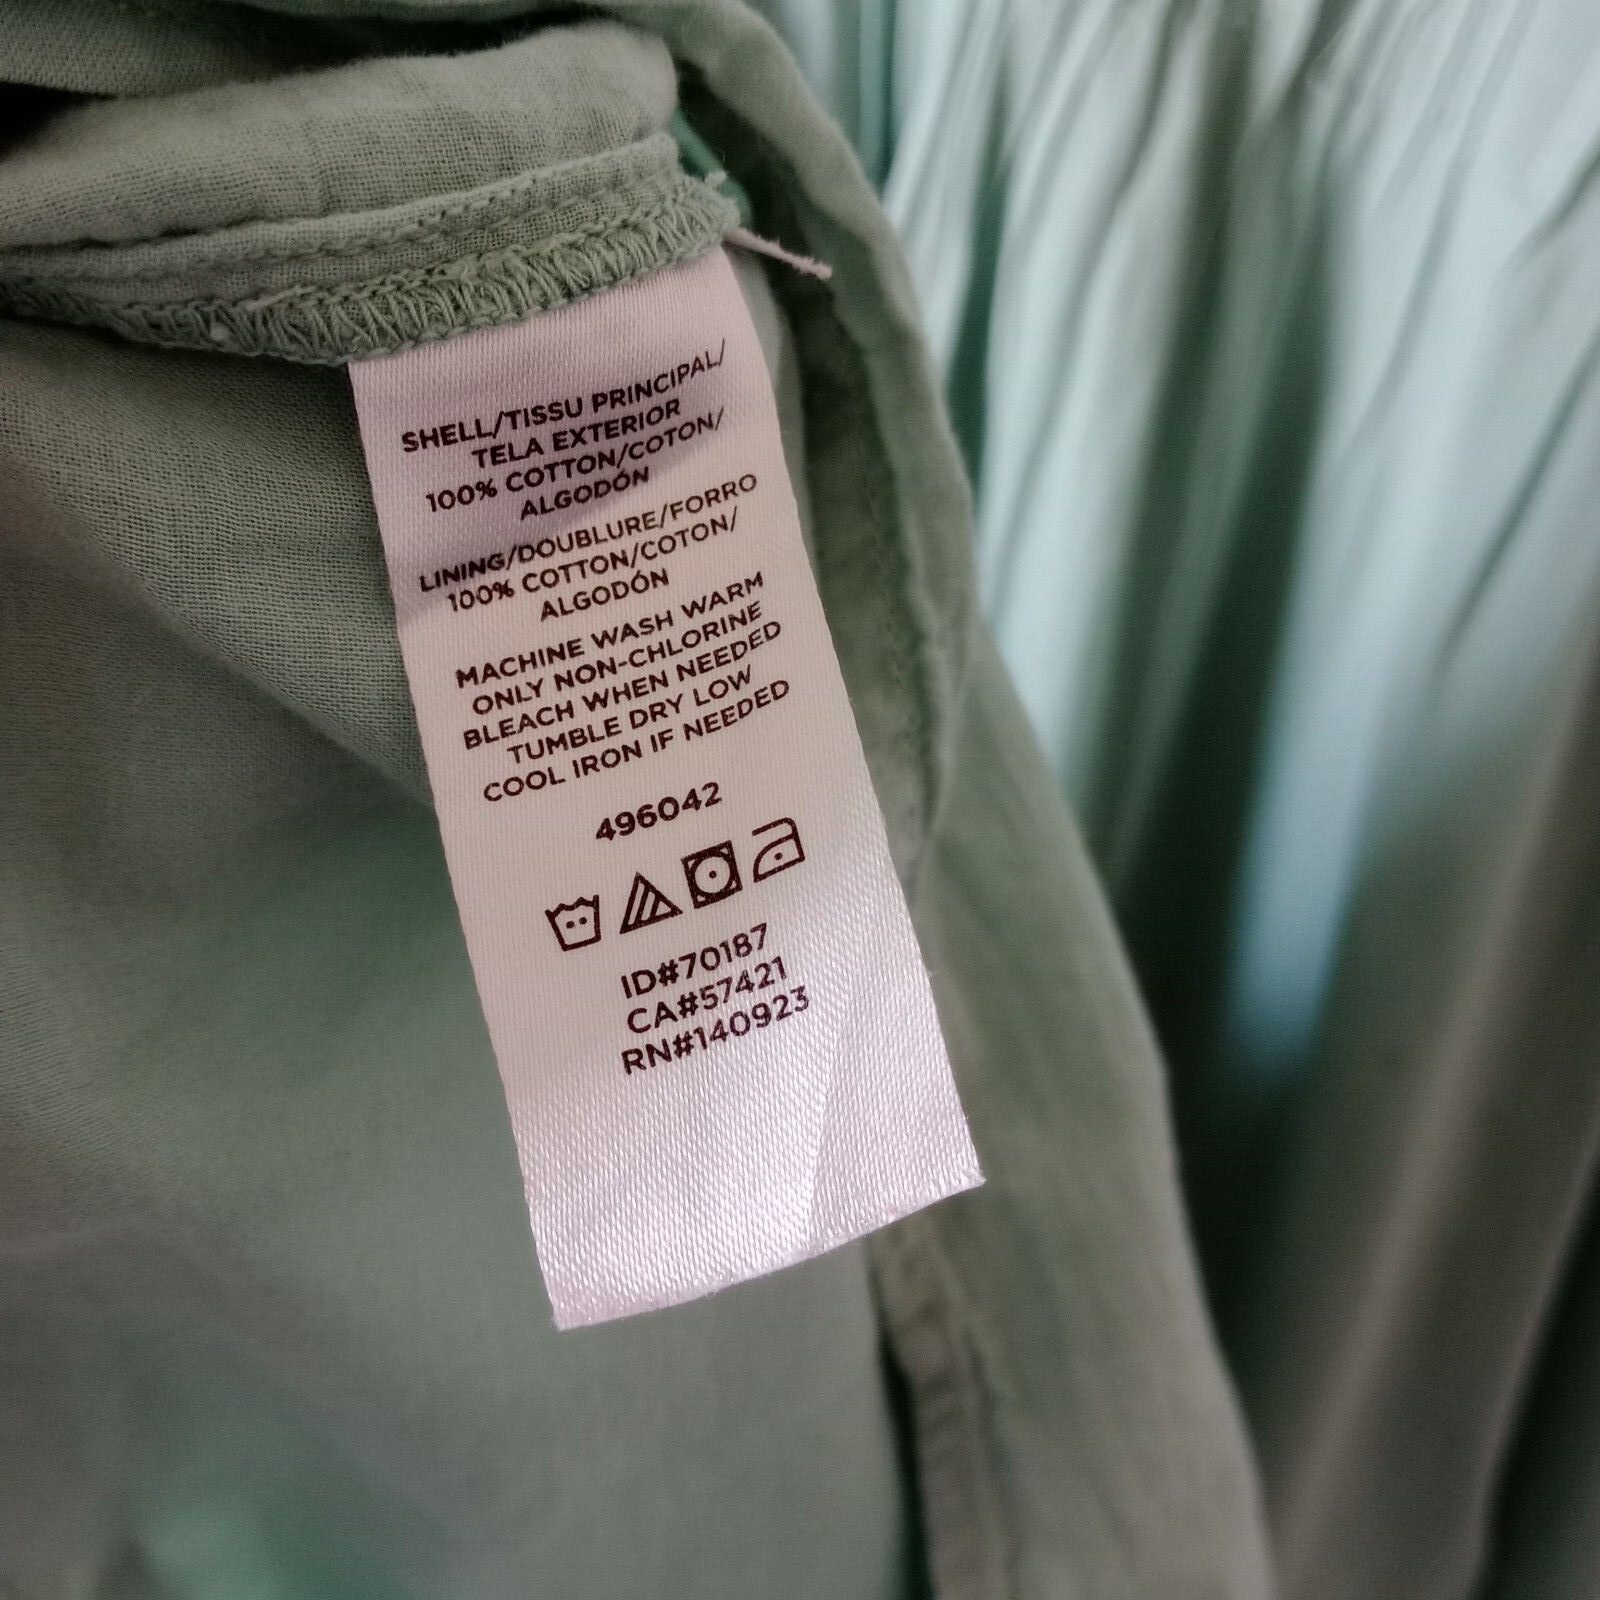 SHELL/TISSU PRINCIPAL/
TELA EXTERIOR
100% COTTON/COTON/
ALGODÓN
LINING/DOUBLURE/FORRO
100% COTTON/COTON/
ALGODÓN
MACHINE WASH WARM
ONLY NON-CHLORINE
BLEACH WHEN NEEDED
TUMBLE DRY LOW
COOL IRON IF NEEDED
496042
ID#70187
CA#57421
RN#140923